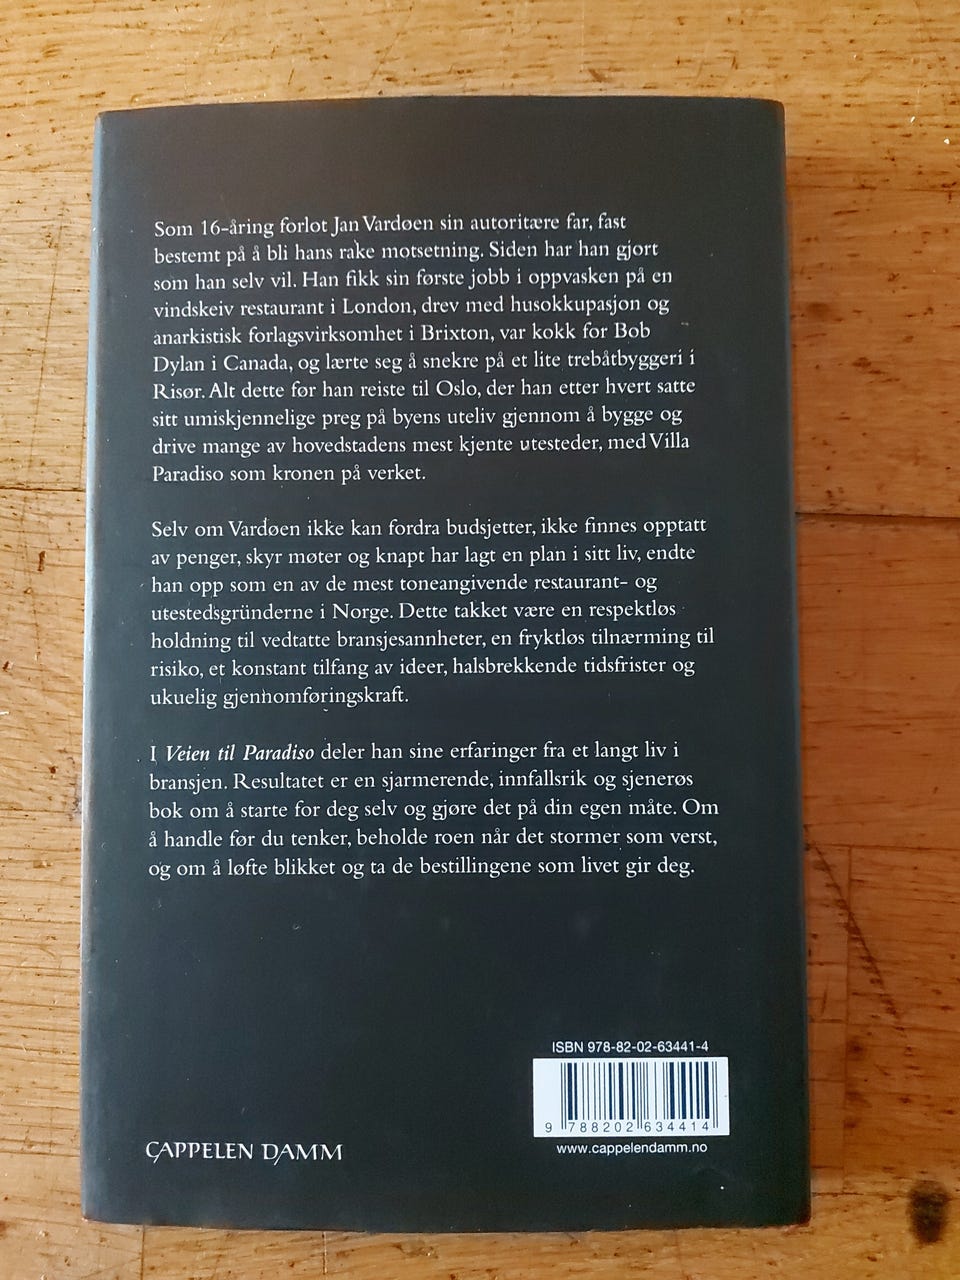 Som 16-åring forlot Jan Vardøen sin autoritære far, fast
bestemt på å bli hans rake motsetning. Siden har han gjort
som han selv vil. Han fikk sin første jobb i oppvasken på en
vindskeiv restaurant i London, drev med husokkupasjon og
anarkistisk forlagsvirksomhet i Brixton, var kokk for Bob
Dylan i Canada, og lærte seg å snekre på et lite trebåtbyggeri i
Risør. Alt dette før han reiste til Oslo, der han etter hvert satte
sitt umiskjennelige preg på byens uteliv gjennom å bygge og
drive mange av hovedstadens mest kjente utesteder, med Villa
Paradiso som kronen på verket.
Selv om Vardøen ikke kan fordra budsjetter, ikke finnes opptatt
av penger, skyr møter og knapt har lagt en plan i sitt liv, endte
han opp som en av de mest toneangivende restaurant- og
utestedsgründerne i Norge. Dette takket være en respektløs
holdning til vedtatte bransjesannheter, en fryktløs tilnærming til
risiko, et konstant tilfang av ideer, halsbrekkende tidsfrister og
ukuelig gjennomføringskraft.
I Veien til Paradiso deler han sine erfaringer fra et langt liv i
bransjen. Resultatet er en sjarmerende, innfallsrik og sjenerøs
bok om å starte for deg selv og gjøre det på din egen måte. Om
å handle før du tenker, beholde roen når det stormer som verst,
og om å løfte blikket og ta de bestillingene som livet gir deg.
ISBN 978-82-02-63441-4
9 788202 634414
www.cappelendamm.no
CAPPELEN DAMM